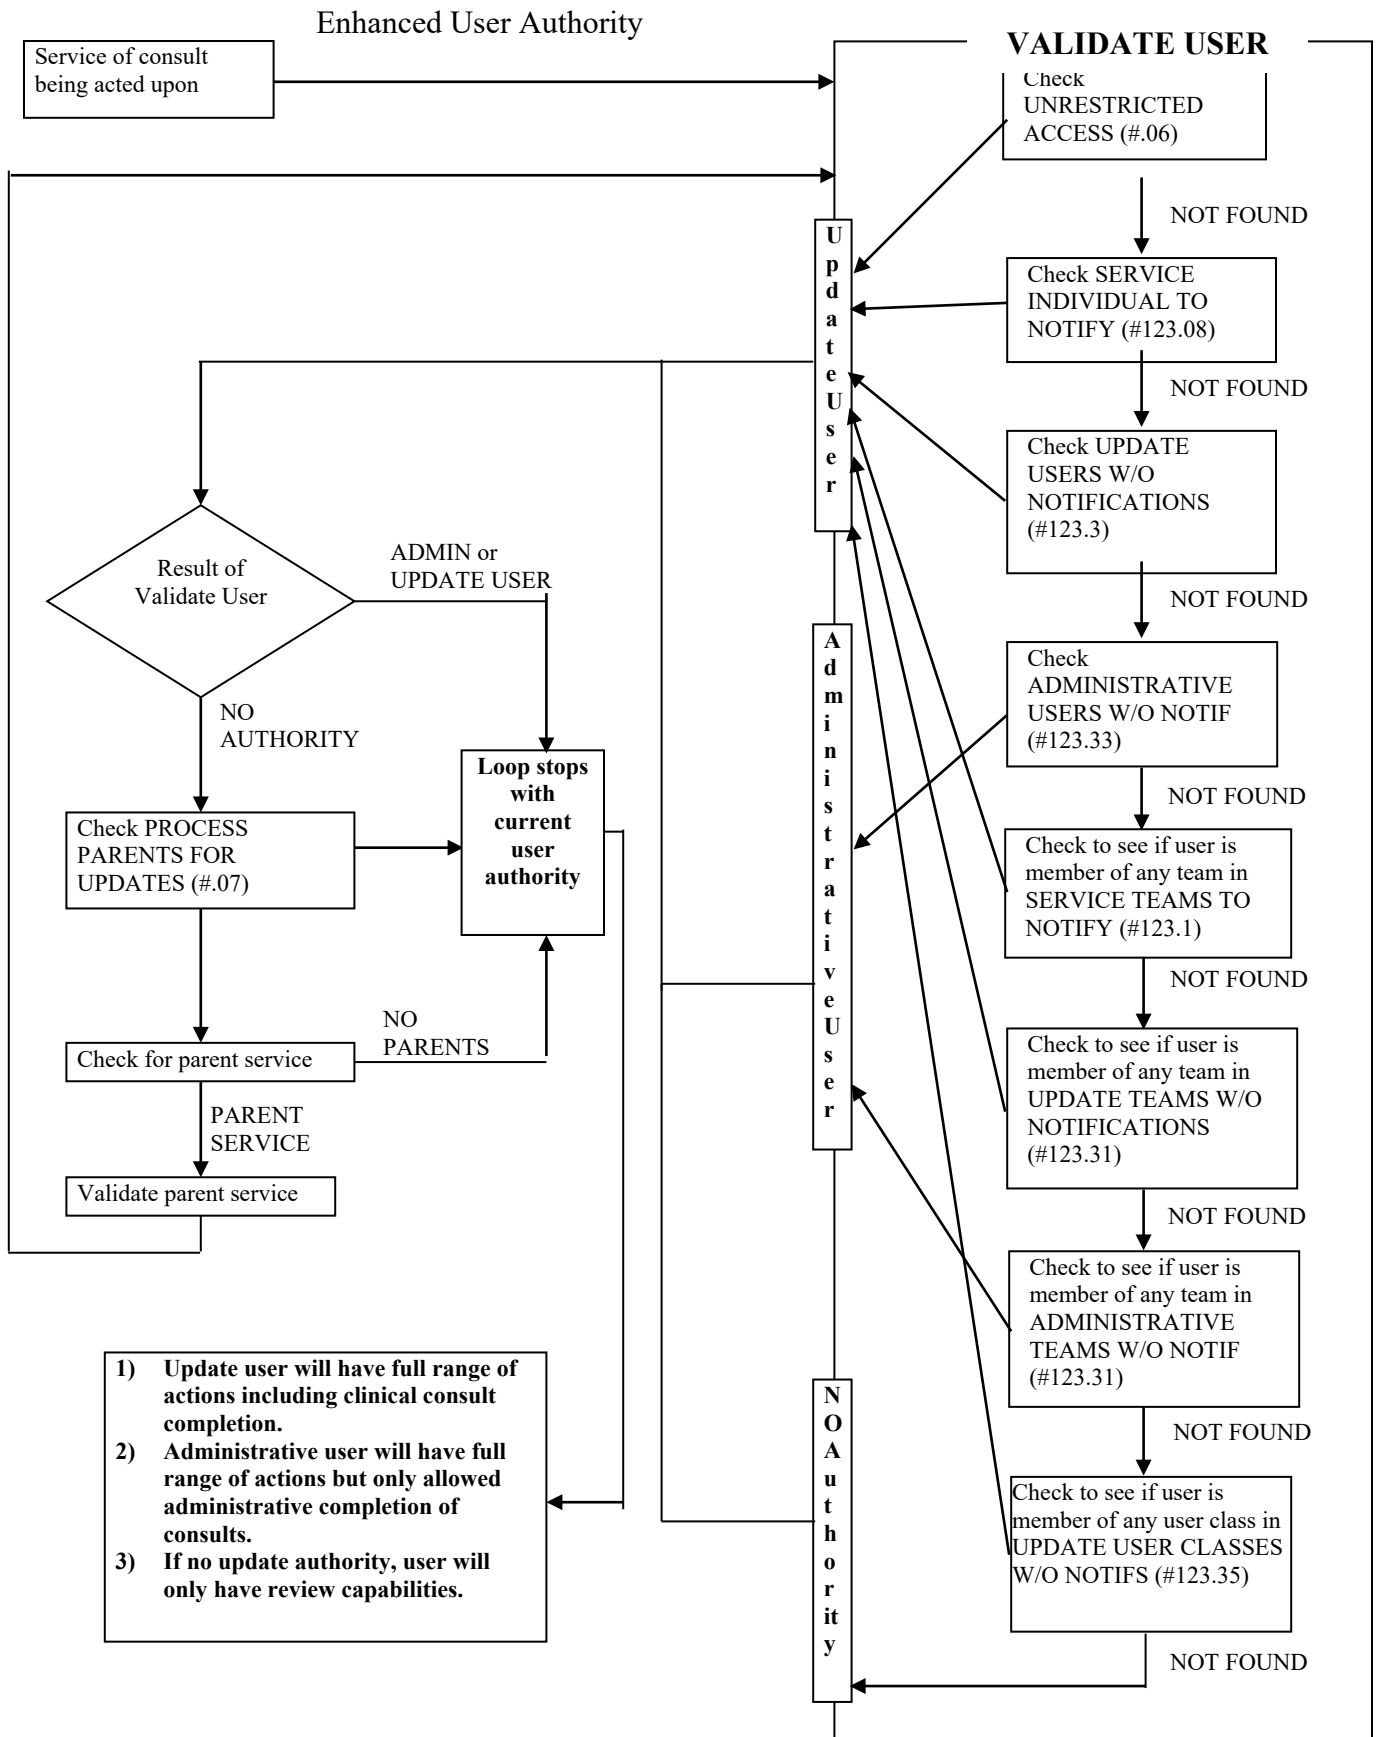 Enhanced User Authority
Service of consult
being acted upon
VALIDATE USER
Check
UNRESTRICTED
ACCESS (#.06)
NOT FOUND
Check SERVICE
INDIVIDUAL TO
NOTIFY (#123.08)
NOT FOUND
Check UPDATE
USERS W/O
NOTIFICATIONS
(#123.3)
NOT FOUND
Check
ADMINISTRATIVE
USERS W/O NOTIF
(#123.33)
NOT FOUND
Check to see if user is
member of any team in
SERVICE TEAMS TO
NOTIFY (#123.1)
NOT FOUND
Check to see if user is
member of any team in
UPDATE TEAMS W/O
NOTIFICATIONS
(#123.31)
NOT FOUND
Check to see if user is
member of any team in
ADMINISTRATIVE
TEAMS W/O NOTIF
(#123.31)
NOT FOUND
Check to see if user is
member of any user class in
UPDATE USER CLASSES
W/O NOTIFS (#123.35)
NOT FOUND
Update User
Administrative User
NO Authority
Result of
Validate User
ADMIN or
UPDATE USER
NO
AUTHORITY
Loop stops
with
current
user
authority
Check PROCESS
PARENTS FOR
UPDATES (#.07)
NO
PARENTS
Check for parent service
PARENT
SERVICE
Validate parent service
1) Update user will have full range of
actions including clinical consult
completion.
2) Administrative user will have full
range of actions but only allowed
administrative completion of
consults.
3) If no update authority, user will
only have review capabilities.